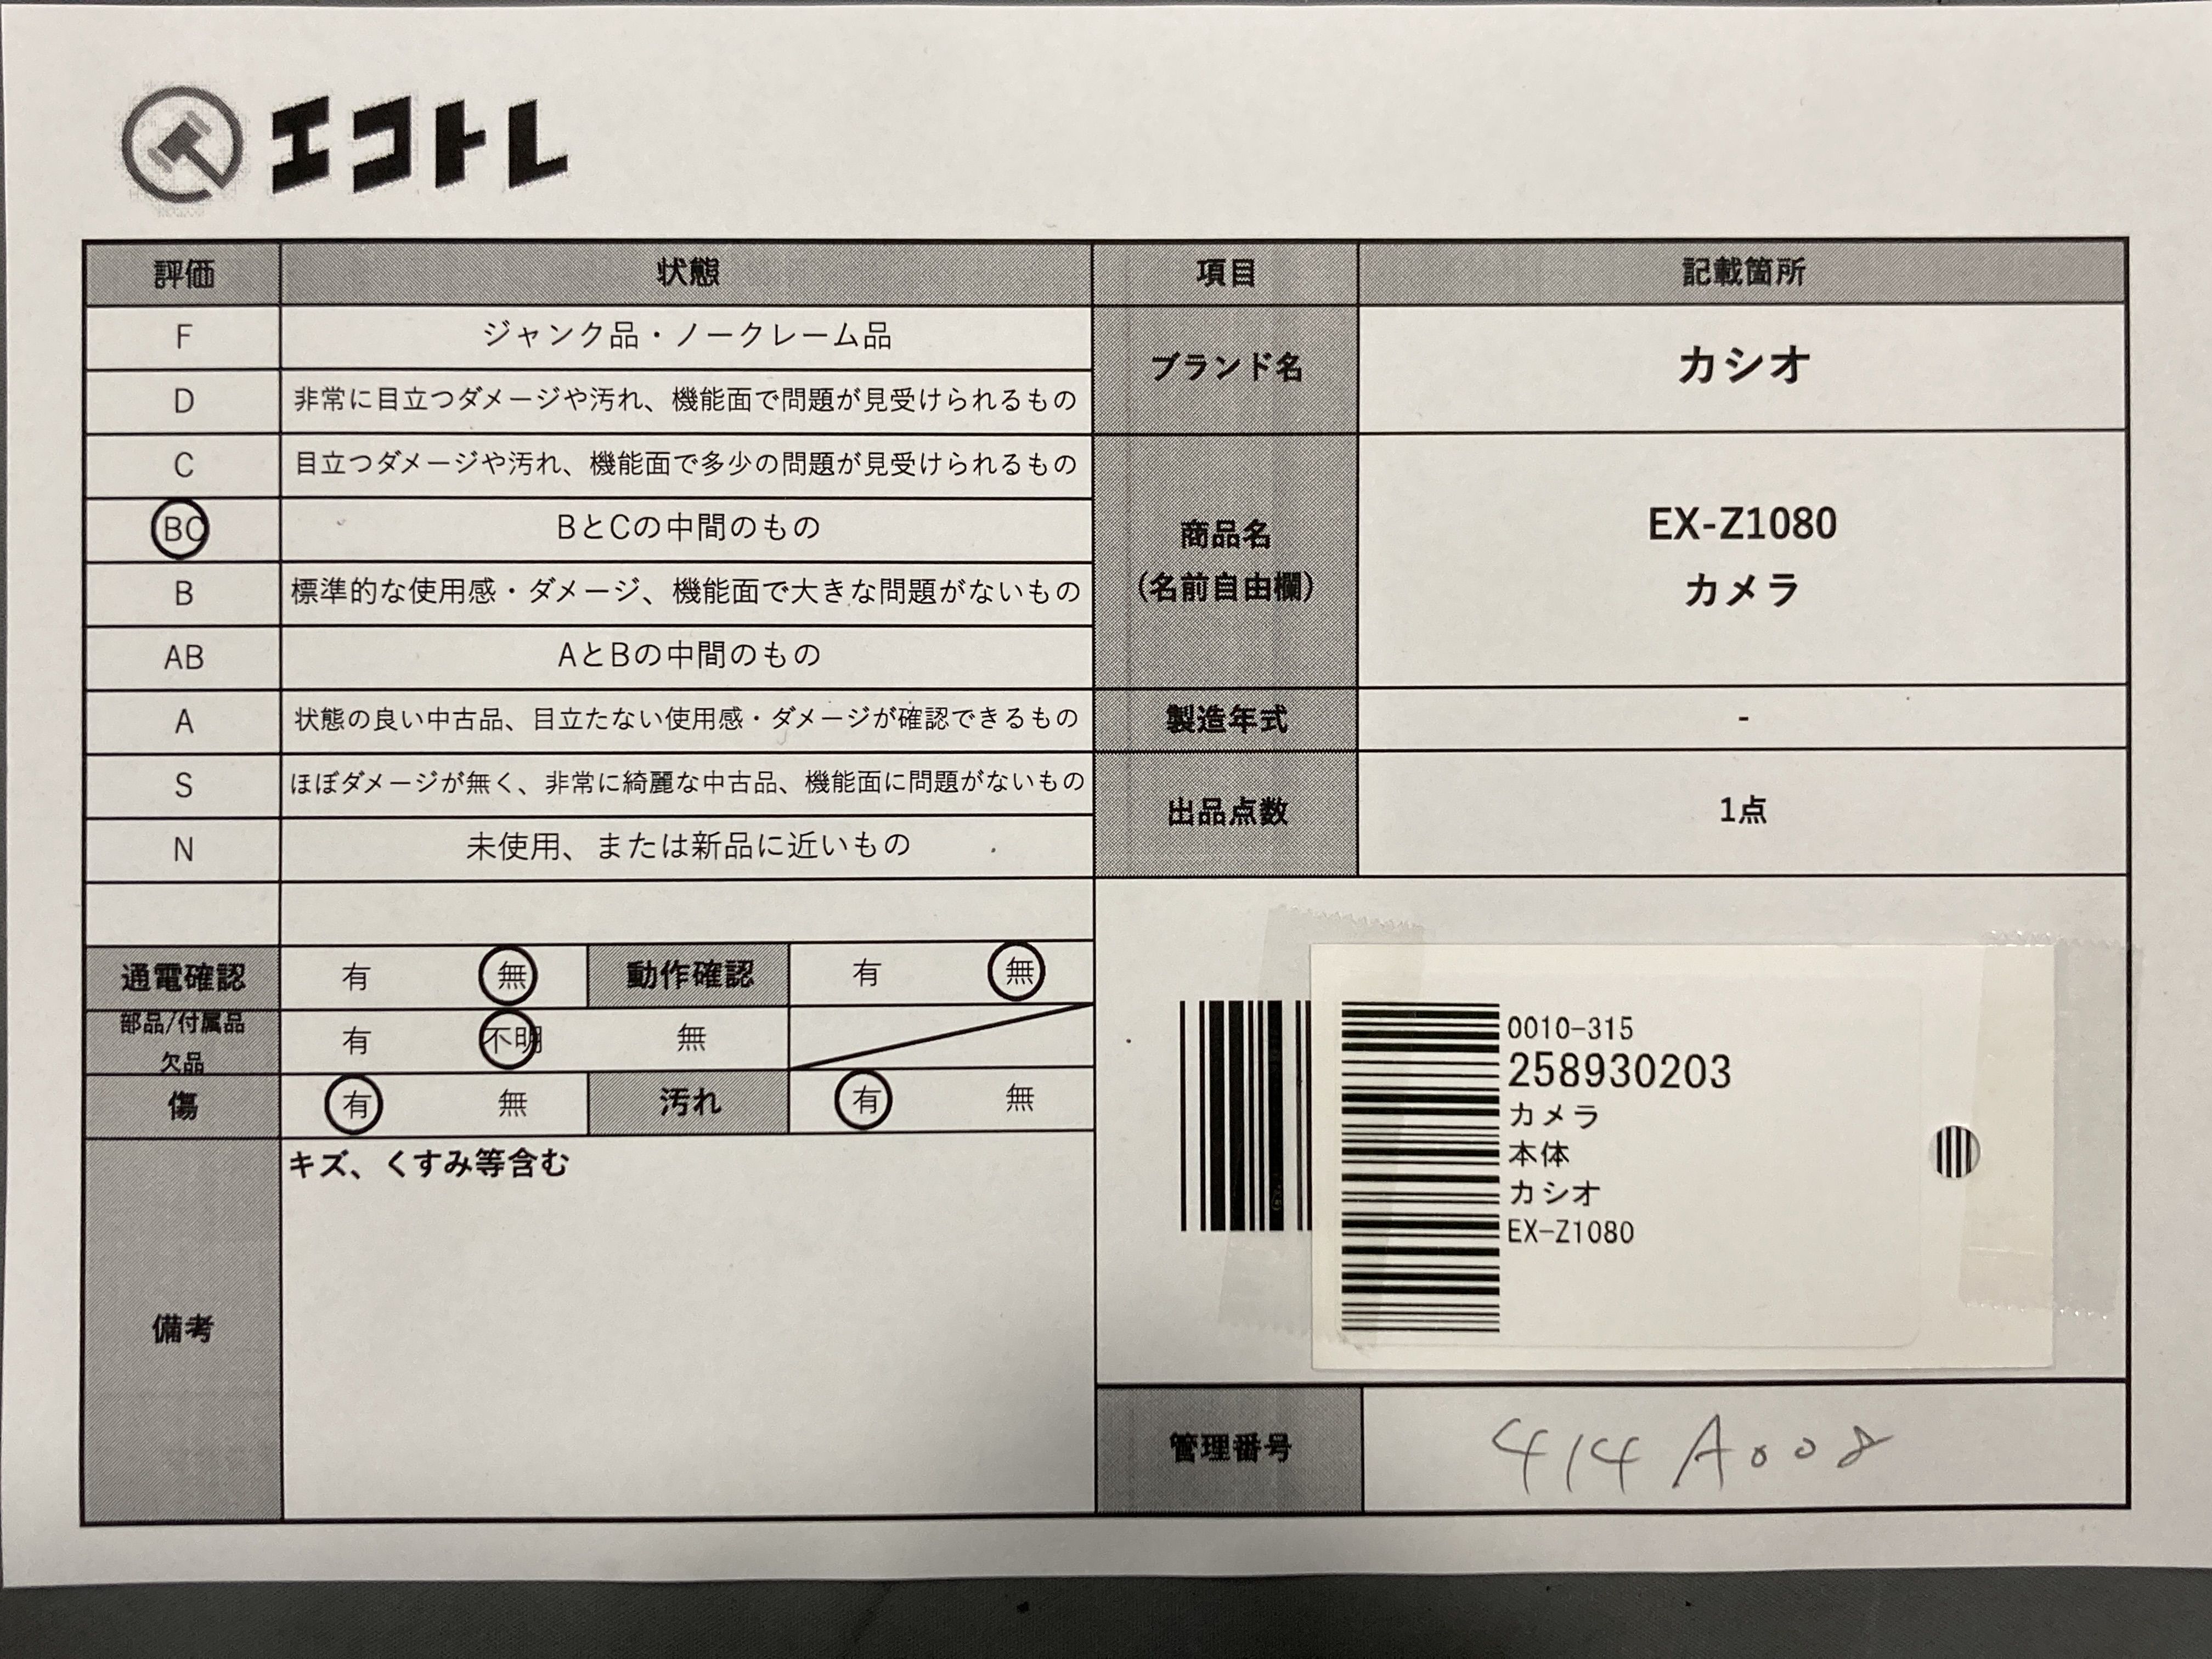 エコトレ
評価 状態 項目 記載箇所
F ジャンク品・ノークレーム品
D 非常に目立つダメージや汚れ、機能面で問題が見受けられるもの
C 目立つダメージや汚れ、機能面で多少の問題が見受けられるもの
BC BとCの中間のもの
B 標準的な使用感・ダメージ、機能面で大きな問題がないもの
AB AとBの中間のもの
A 状態の良い中古品、目立たない使用感・ダメージが確認できるもの
S ほぼダメージが無く、非常に綺麗な中古品、機能面に問題がないもの
N 未使用、または新品に近いもの
ブランド名 カシオ
商品名
(名前自由欄)
EX-Z1080
カメラ
製造年式 -
出品点数 1点
通電確認 有 無 動作確認 有 無
部品/付属品
欠品
有 不明 無
傷 有 無 汚れ 有 無
備考
キズ、くすみ等含む
0010-315
258930203
カメラ
本体
カシオ
EX-Z1080
管理番号 414A008